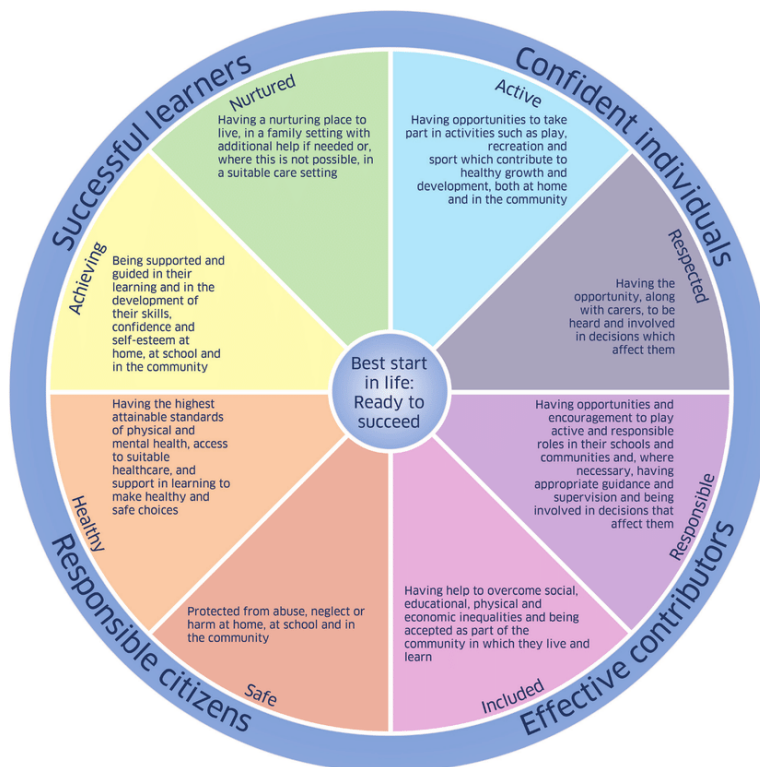 Successful learners
Confident individuals
Nurtured
Having a nurturing place to
live, in a family setting with
additional help if needed or,
where this is not possible, in
a suitable care setting
Active
Having opportunities to take
part in activities such as play,
recreation and
sport which contribute to
healthy growth and
development, both at home
and in the community
Achieving
Being supported and
guided in their
learning and in the
development of
their skills,
confidence and
self-esteem at
home, at school and
in the community
Respected
Having the
opportunity, along
with carers, to be
heard and involved
in decisions which
affect them
Best start
in life:
Ready to
succeed
Healthy
Having the highest
attainable standards
of physical and
mental health, access
to suitable
healthcare, and
support in learning to
make healthy and
safe choices
Responsible
Having opportunities and
encouragement to play
active and responsible
roles in their schools and
communities and, where
necessary, having
appropriate guidance and
supervision and being
involved in decisions that
affect them
Safe
Protected from abuse, neglect or
harm at home, at school and in
the community
Included
Having help to overcome social,
educational, physical and
economic inequalities and being
accepted as part of the
community in which they live and
learn
Responsible citizens
Effective contributors